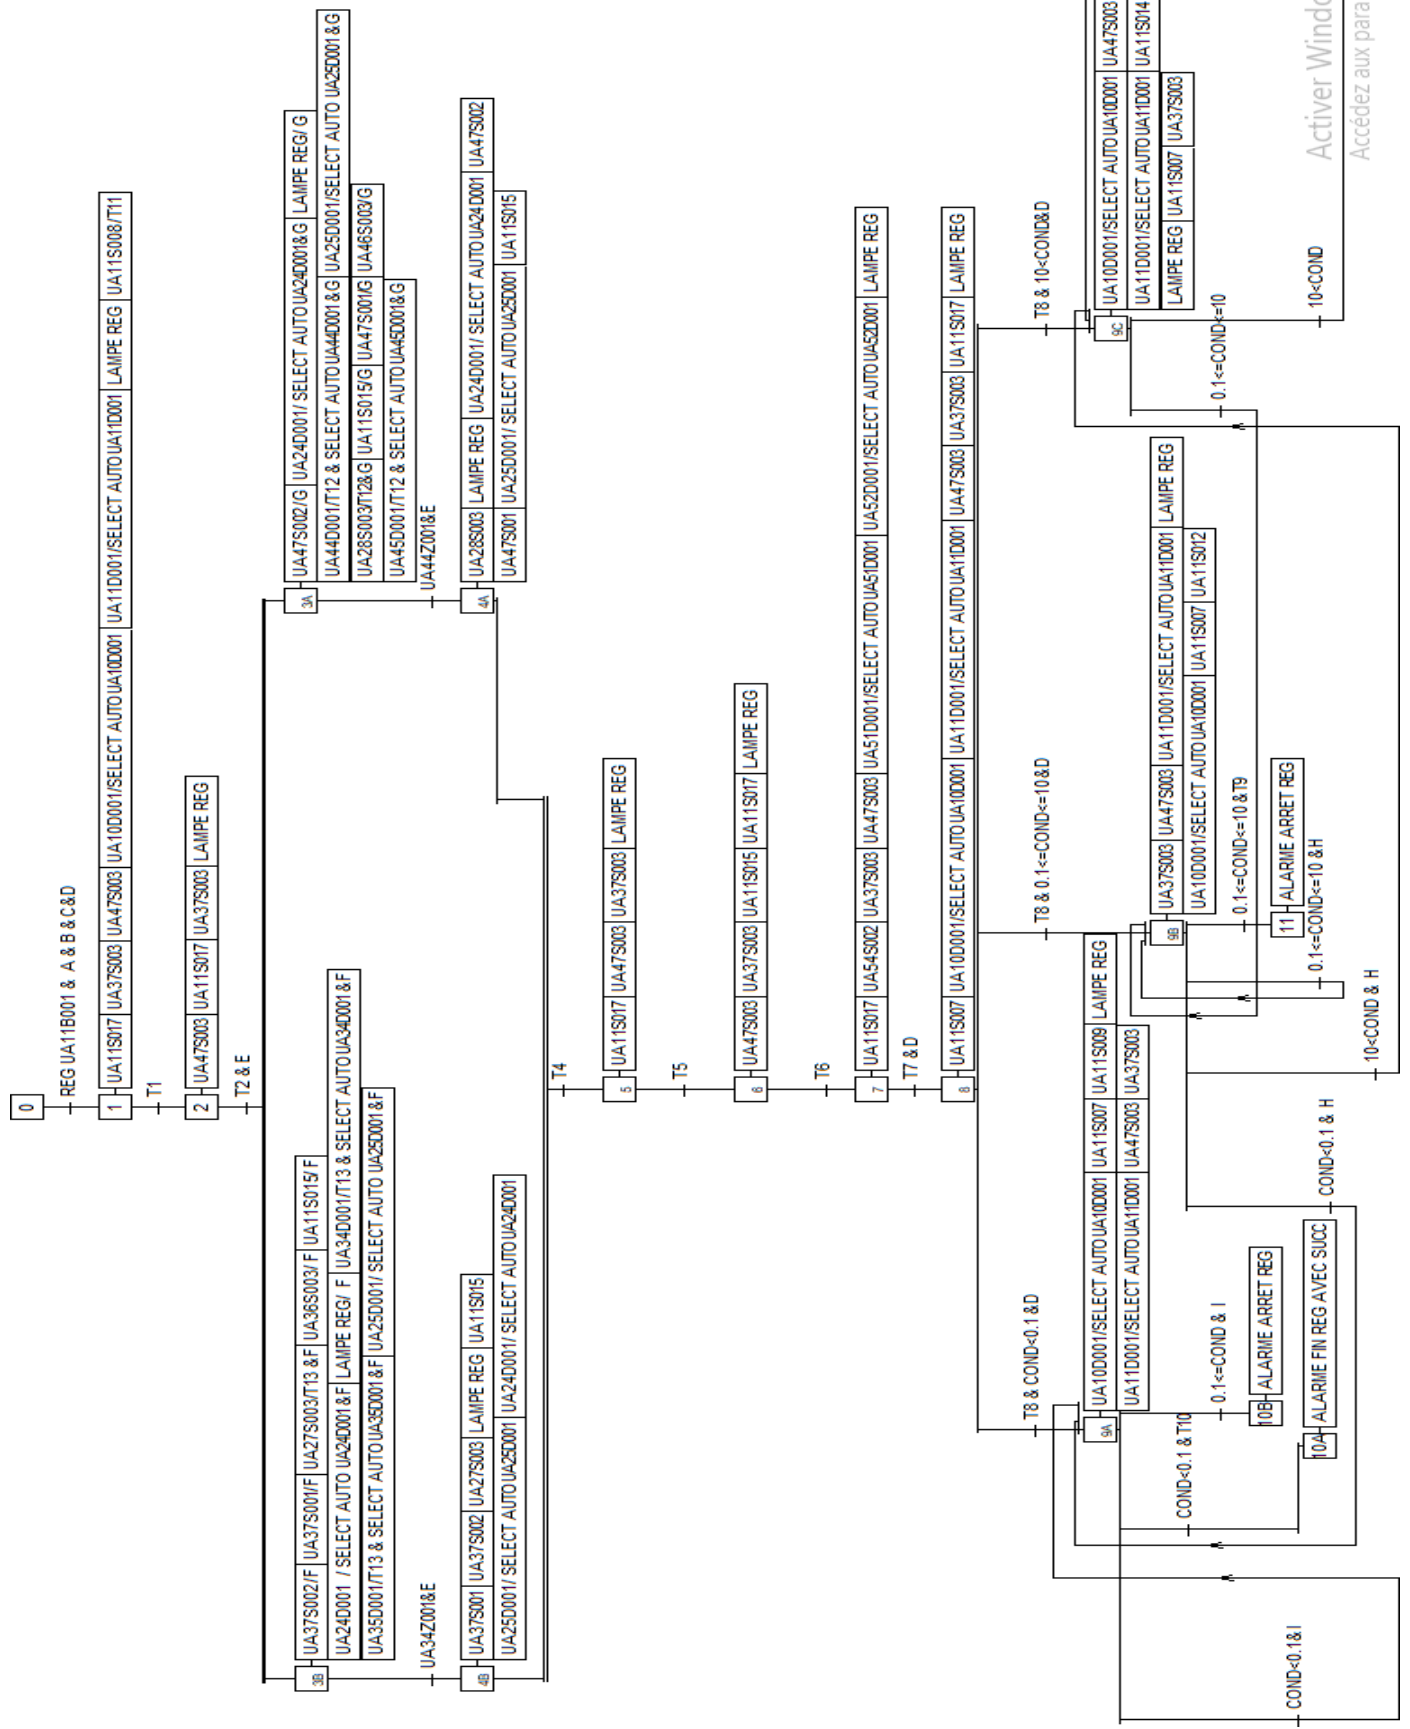 0
REG UA11B001 & A & B & C&D
1 UA11S017 UA37S003 UA47S003 UA10D001/SELECT AUTO UA10D001 UA11D001/SELECT AUTO UA11D001 LAMPE REG UA11S008/T11
T1
2 UA47S003 UA11S017 UA37S003 LAMPE REG
T2 & E
3B UA37S002/F UA37S001/F UA27S003/T13 &F UA36S003/ F UA11S015/ F
UA24D001 / SELECT AUTO UA24D001 &F LAMPE REG/ F UA34D001/T13 & SELECT AUTO UA34D001 &F
UA35D001/T13 & SELECT AUTO UA35D001 &F UA25D001/ SELECT AUTO UA25D001 &F
3A UA47S002/G UA24D001/ SELECT AUTO UA24D001&G LAMPE REG/ G
UA44D001/T12 & SELECT AUTO UA44D001 &G UA25D001/SELECT AUTO UA25D001 &G
UA28S003/T12&G UA11S015/G UA47S001/G UA46S003/G
UA45D001/T12 & SELECT AUTO UA45D001&G
UA34Z001&E
UA44Z001&E
4B UA37S001 UA37S002 UA27S003 LAMPE REG UA11S015
UA25D001/ SELECT AUTO UA25D001 UA24D001/ SELECT AUTO UA24D001
4A UA28S003 LAMPE REG UA24D001/ SELECT AUTO UA24D001 UA47S002
UA47S001 UA25D001/ SELECT AUTO UA25D001 UA11S015
T4
5 UA11S017 UA47S003 UA37S003 LAMPE REG
T5
6 UA47S003 UA37S003 UA11S015 UA11S017 LAMPE REG
T6
7 UA11S017 UA54S002 UA37S003 UA47S003 UA51D001/SELECT AUTO UA51D001 UA52D001/SELECT AUTO UA52D001 LAMPE REG
T7 & D
8 UA11S007 UA10D001/SELECT AUTO UA10D001 UA11D001/SELECT AUTO UA11D001 UA47S003 UA37S003 UA11S017 LAMPE REG
T8 & COND<0.1 &D
T8 & 0.1<=COND<=10&D
T8 & 10<COND&D
9A UA10D001/SELECT AUTO UA10D001 UA11S007 UA11S009 LAMPE REG
UA11D001/SELECT AUTO UA11D001 UA47S003 UA37S003
9B UA37S003 UA47S003 UA11D001/SELECT AUTO UA11D001 LAMPE REG
UA10D001/SELECT AUTO UA10D001 UA11S007 UA11S012
9C UA10D001/SELECT AUTO UA10D001 UA47S003
UA11D001/SELECT AUTO UA11D001 UA11S014
LAMPE REG UA11S007 UA37S003
COND<0.1 & T10
0.1<=COND & I
0.1<=COND<=10 &T9
0.1<=COND<=10
10B ALARME ARRET REG
11 ALARME ARRET REG
10A ALARME FIN REG AVEC SUCC
COND<0.1&I
COND<0.1 & H
0.1<=COND<=10 &H
10<COND & H
10<COND
Activer Windo
Accédez aux para